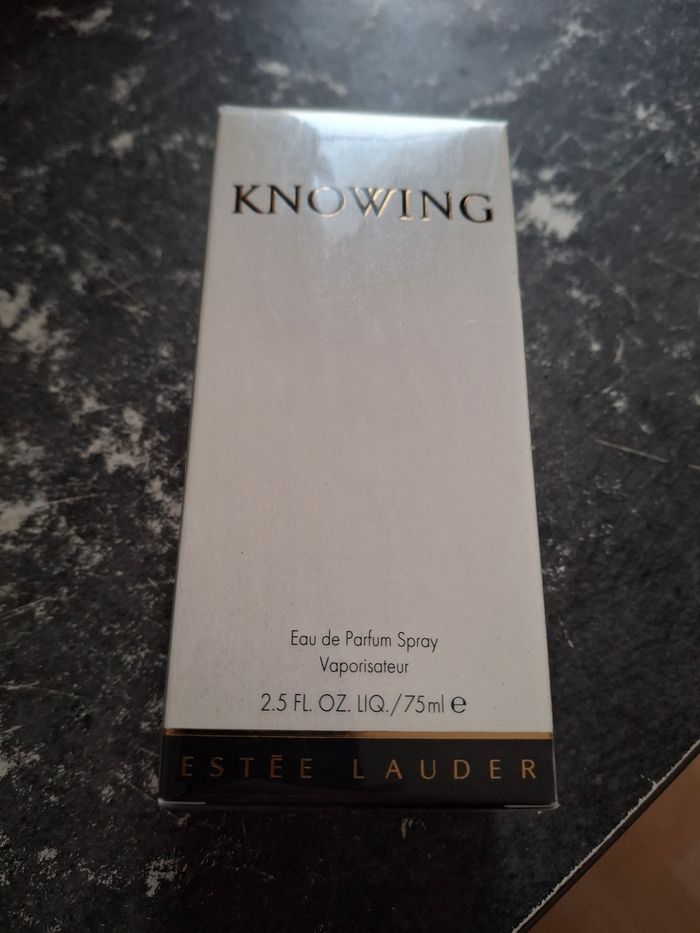 KNOWING
Eau de Parfum Spray
Vaporisateur
2.5 FL. OZ. LIQ./75ml ℮
ESTĒE LAUDER